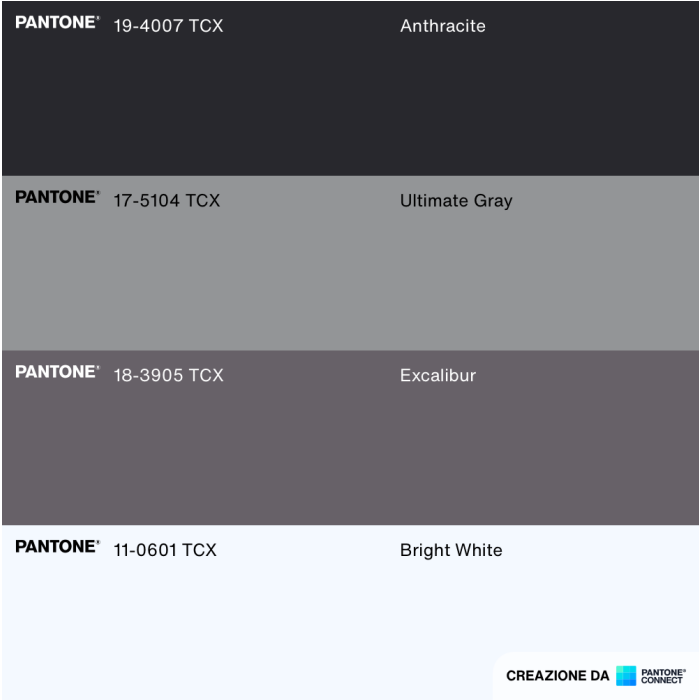 PANTONE® 19-4007 TCX Anthracite
PANTONE® 17-5104 TCX Ultimate Gray
PANTONE® 18-3905 TCX Excalibur
PANTONE® 11-0601 TCX Bright White
CREAZIONE DA PANTONE® CONNECT